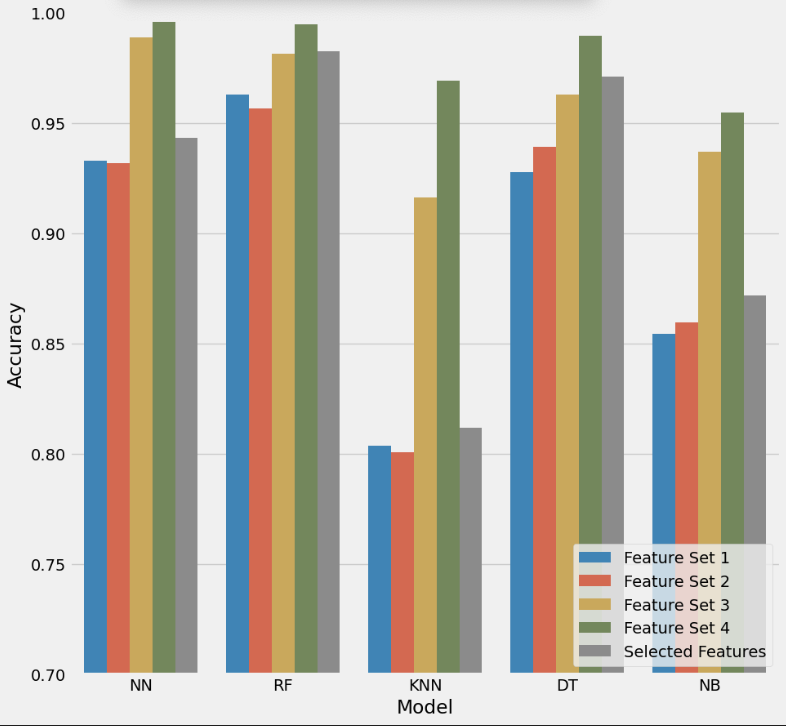 1.00
0.95
0.90
0.85
0.80
0.75
0.70
Accuracy
NN RF KNN DT NB
Model
Feature Set 1
Feature Set 2
Feature Set 3
Feature Set 4
Selected Features